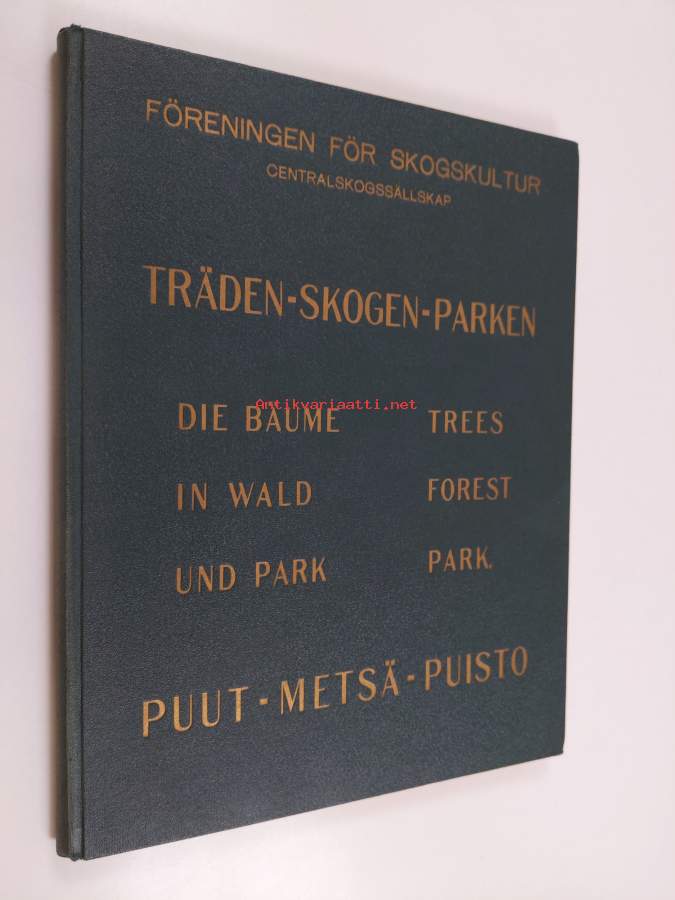 FÖRENINGEN FÖR SKOGSKULTUR
CENTRALSKOGSSÄLLSKAP
TRÄDEN-SKOGEN-PARKEN
Antikvariaatti.net
DIE BÄUME
IN WALD
UND PARK
TREES
FOREST
PARK.
PUUT-METSÄ-PUISTO